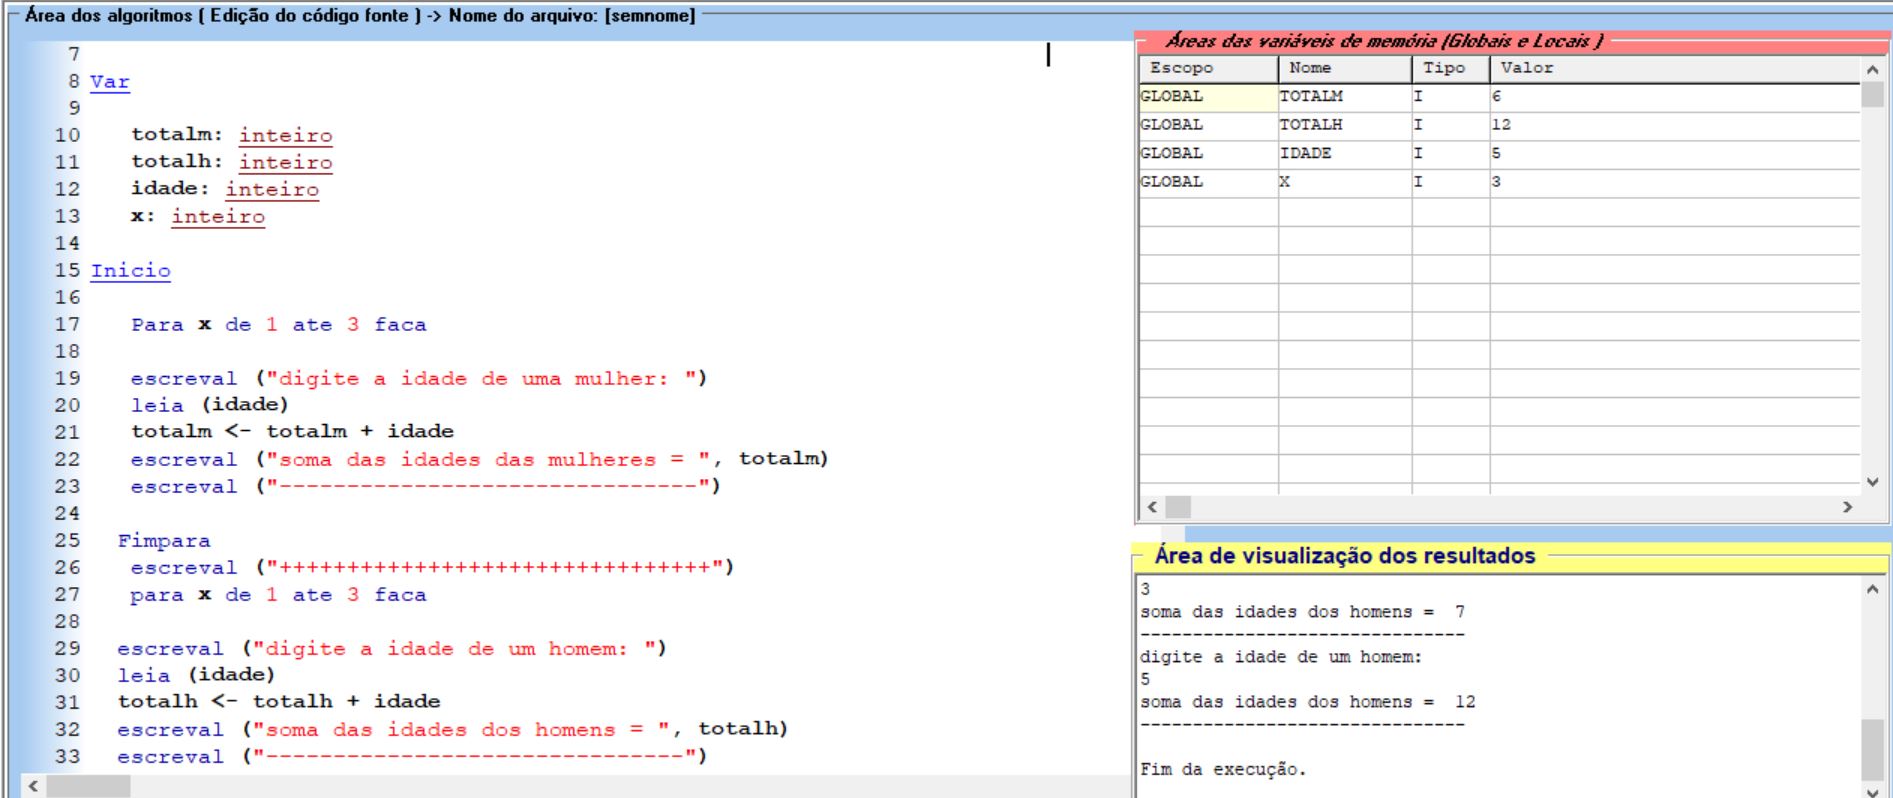 Área dos algoritmos ( Edição do código fonte ) -> Nome do arquivo: [semnome]
7
8 Var
9
10 totalm: inteiro
11 totalh: inteiro
12 idade: inteiro
13 x: inteiro
14
15 Inicio
16
17 Para x de 1 ate 3 faca
18
19 escreval ("digite a idade de uma mulher: ")
20 leia (idade)
21 totalm <- totalm + idade
22 escreval ("soma das idades das mulheres = ", totalm)
23 escreval ("-------------------------------")
24
25 Fimpara
26 escreval ("++++++++++++++++++++++++++++++++")
27 para x de 1 ate 3 faca
28
29 escreval ("digite a idade de um homem: ")
30 leia (idade)
31 totalh <- totalh + idade
32 escreval ("soma das idades dos homens = ", totalh)
33 escreval ("-------------------------------")
Áreas das variáveis de memória (Globais e Locais )
Escopo Nome Tipo Valor
GLOBAL TOTALM I 6
GLOBAL TOTALH I 12
GLOBAL IDADE I 5
GLOBAL X I 3
Área de visualização dos resultados
3
soma das idades dos homens =  7
-------------------------------
digite a idade de um homem:
5
soma das idades dos homens =  12
-------------------------------
Fim da execução.